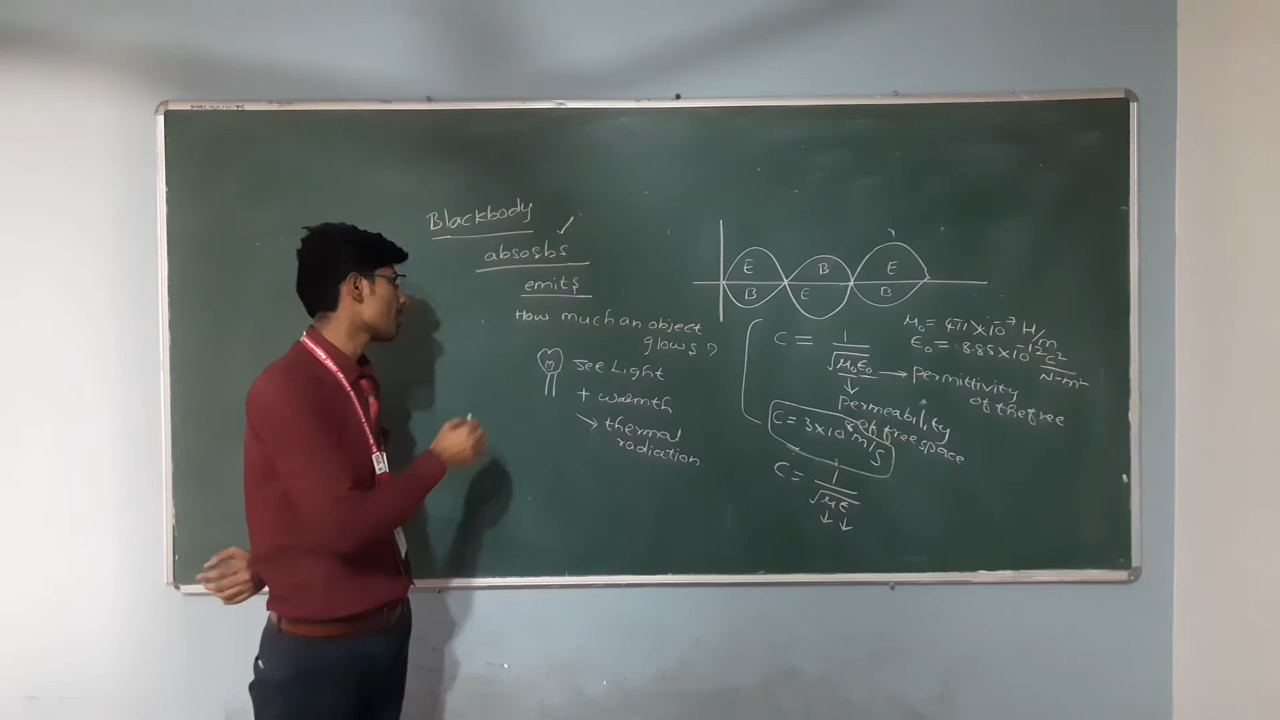 Blackbody
absorbs ✓
emits
How much an object
glows ?
see Light
+ warmth
→ thermal
radiation
E B E
B E B
C = 1/√μ₀ε₀
μ₀ = 4π×10⁻⁷ H/m
ε₀ = 8.85×10⁻¹² C²/N-m²
→ Permittivity
of the free
↓
Permeability
of free space
C = 3×10⁸ m/s
C = 1/√με
↓ ↓